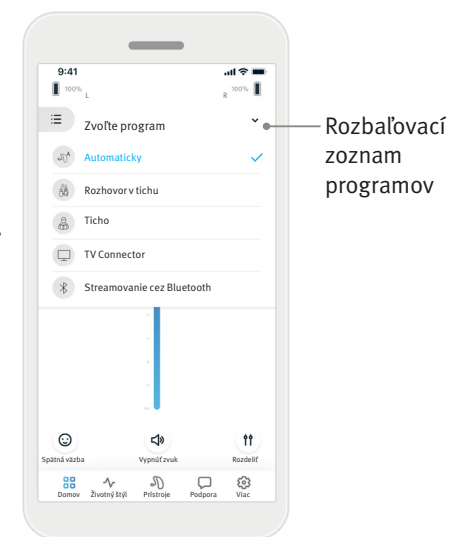 9:41
100% L R 100%
Zvoľte program
Automaticky
Rozhovor v tichu
Ticho
TV Connector
Streamovanie cez Bluetooth
Spätná väzba Vypnúť zvuk Rozdeliť
Domov Životný štýl Prístroje Podpora Viac
Rozbaľovací
zoznam
programov